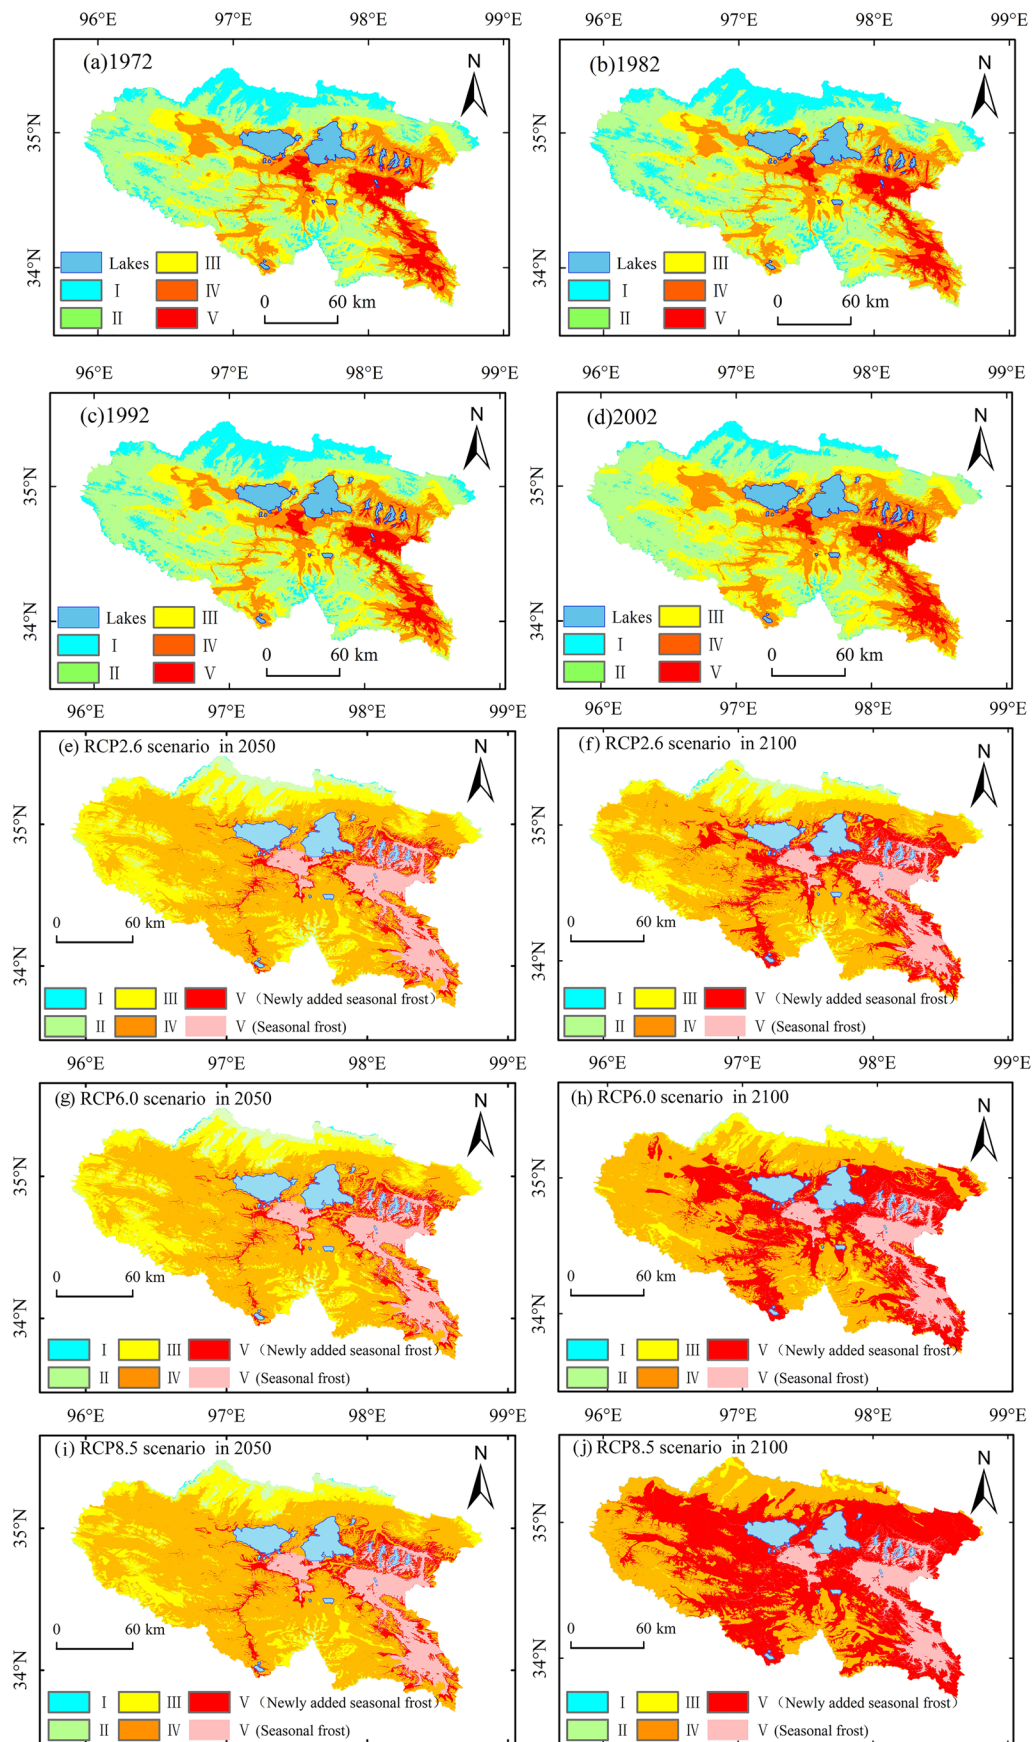 96°E 97°E 98°E 99°E 96°E 97°E 98°E 99°E
(a)1972 N (b)1982 N
35°N 35°N
34°N 34°N
Lakes III Lakes III
I IV 0 60 km I IV 0 60 km
II V II V
96°E 97°E 98°E 99°E 96°E 97°E 98°E 99°E
(c)1992 N (d)2002 N
35°N 35°N
34°N 34°N
Lakes III Lakes III
I IV 0 60 km I IV 0 60 km
II V II V
96°E 97°E 98°E 99°E 96°E 97°E 98°E 99°E
(e) RCP2.6 scenario in 2050 N (f) RCP2.6 scenario in 2100 N
35°N 35°N
0 60 km 0 60 km
34°N 34°N
I III V (Newly added seasonal frost) I III V (Newly added seasonal frost)
II IV V (Seasonal frost) II IV V (Seasonal frost)
96°E 97°E 98°E 99°E 96°E 97°E 98°E 99°E
(g) RCP6.0 scenario in 2050 N (h) RCP6.0 scenario in 2100 N
35°N 35°N
0 60 km 0 60 km
34°N 34°N
I III V (Newly added seasonal frost) I III V (Newly added seasonal frost)
II IV V (Seasonal frost) II IV V (Seasonal frost)
96°E 97°E 98°E 99°E 96°E 97°E 98°E 99°E
(i) RCP8.5 scenario in 2050 N (j) RCP8.5 scenario in 2100 N
35°N 35°N
0 60 km 0 60 km
34°N 34°N
I III V (Newly added seasonal frost) I III V (Newly added seasonal frost)
II IV V (Seasonal frost) II IV V (Seasonal frost)